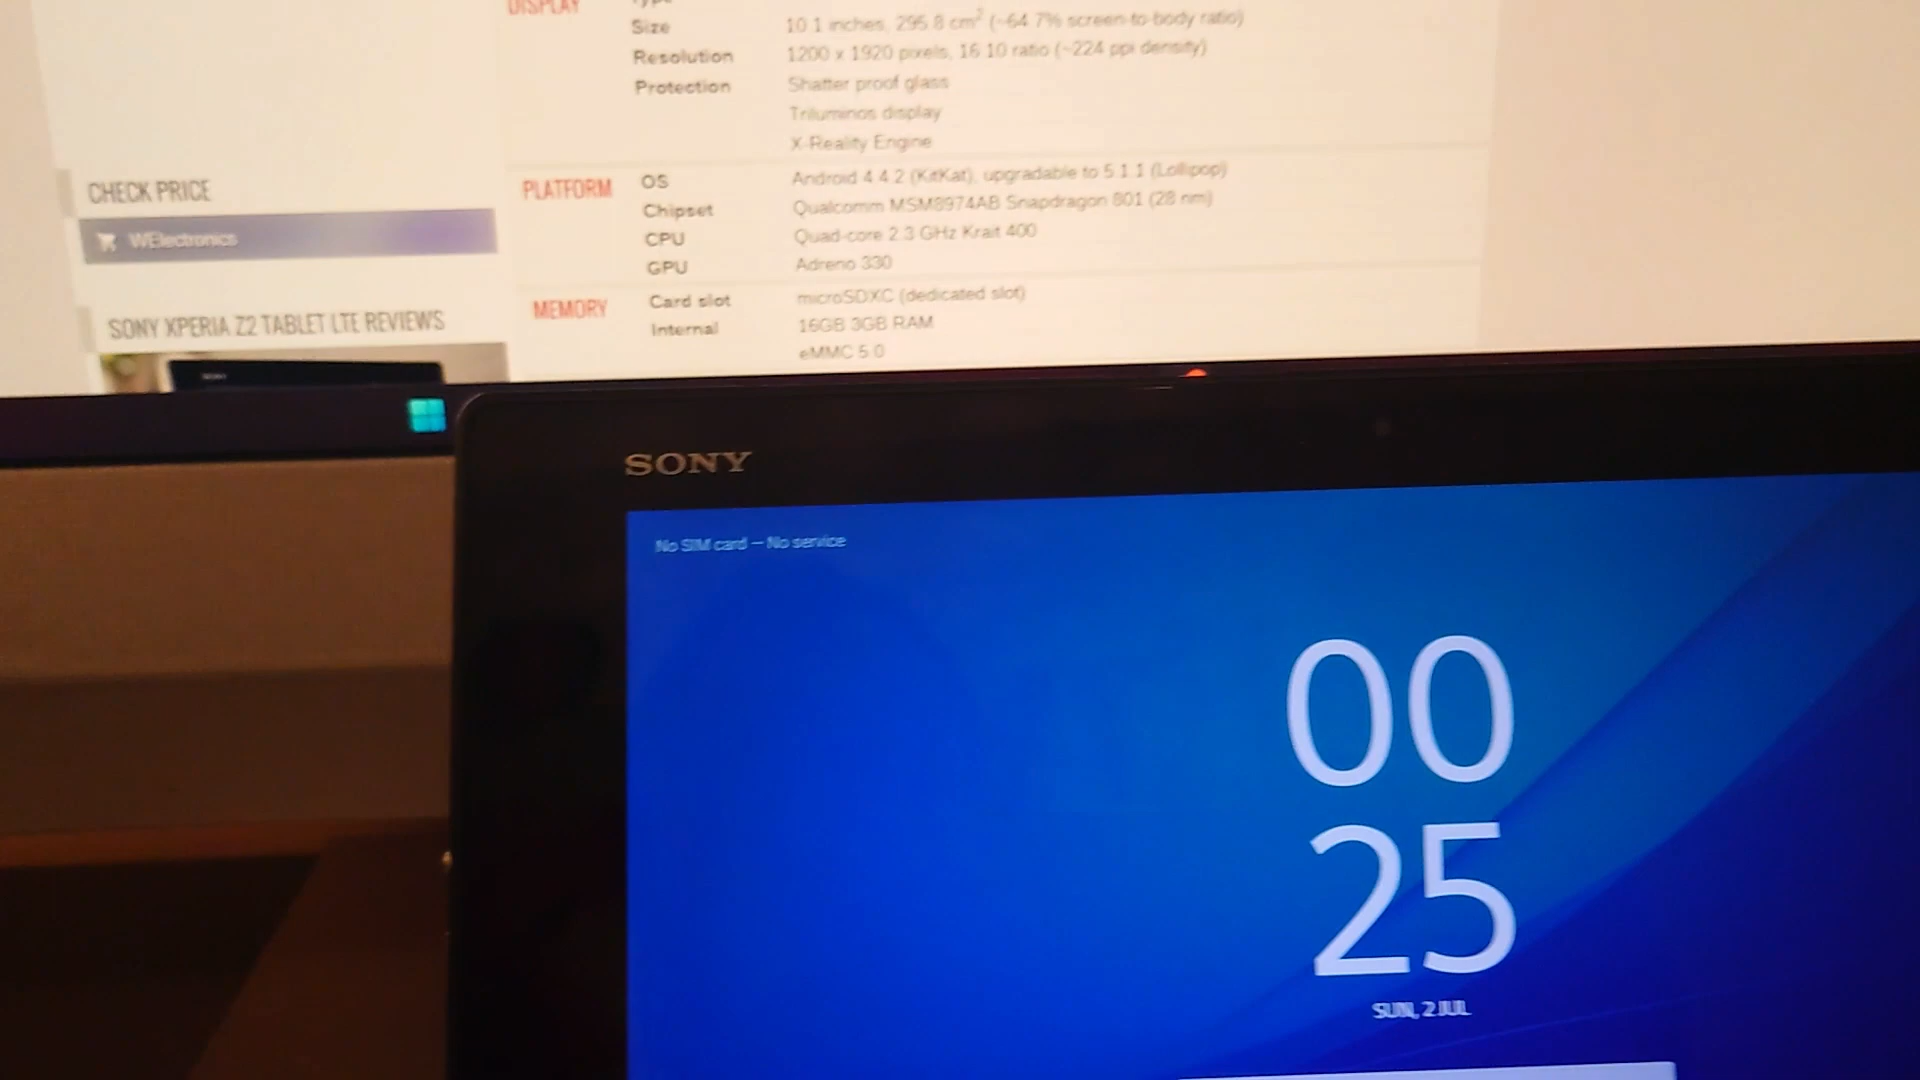 DISPLAY
Type
Size 10.1 inches, 295.8 cm² (~64.7% screen-to-body ratio)
Resolution 1200 x 1920 pixels, 16:10 ratio (~224 ppi density)
Protection Shatter proof glass
Triluminos display
X-Reality Engine
CHECK PRICE
WElectronics
PLATFORM OS Android 4.4.2 (KitKat), upgradable to 5.1.1 (Lollipop)
Chipset Qualcomm MSM8974AB Snapdragon 801 (28 nm)
CPU Quad-core 2.3 GHz Krait 400
GPU Adreno 330
MEMORY Card slot microSDXC (dedicated slot)
Internal 16GB 3GB RAM
eMMC 5.0
SONY XPERIA Z2 TABLET LTE REVIEWS
SONY
No SIM card — No service
00
25
SUN, 2 JUL